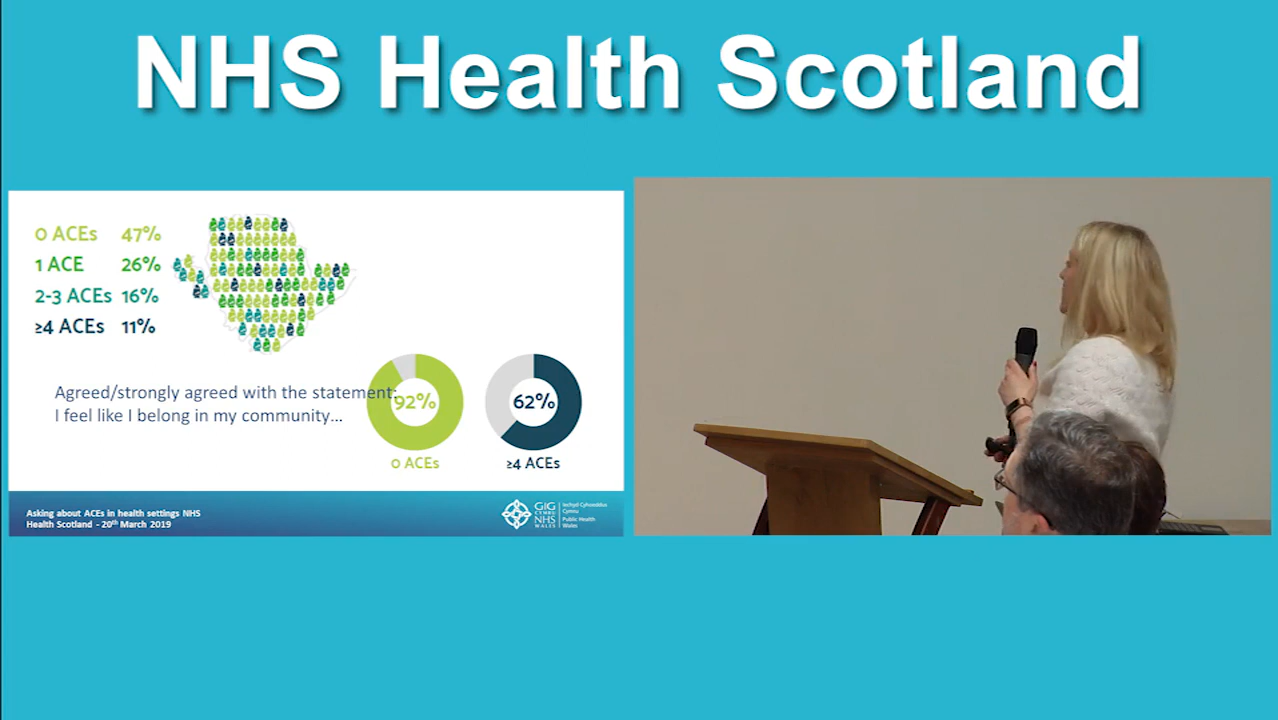 NHS Health Scotland
0 ACEs 47%
1 ACE 26%
2-3 ACEs 16%
≥4 ACEs 11%
Agreed/strongly agreed with the statement:
I feel like I belong in my community...
92%
62%
0 ACEs
≥4 ACEs
Asking about ACEs in health settings NHS
Health Scotland - 20th March 2019
GIG
CYMRU
NHS
WALES
Iechyd Cyhoeddus
Cymru
Public Health
Wales